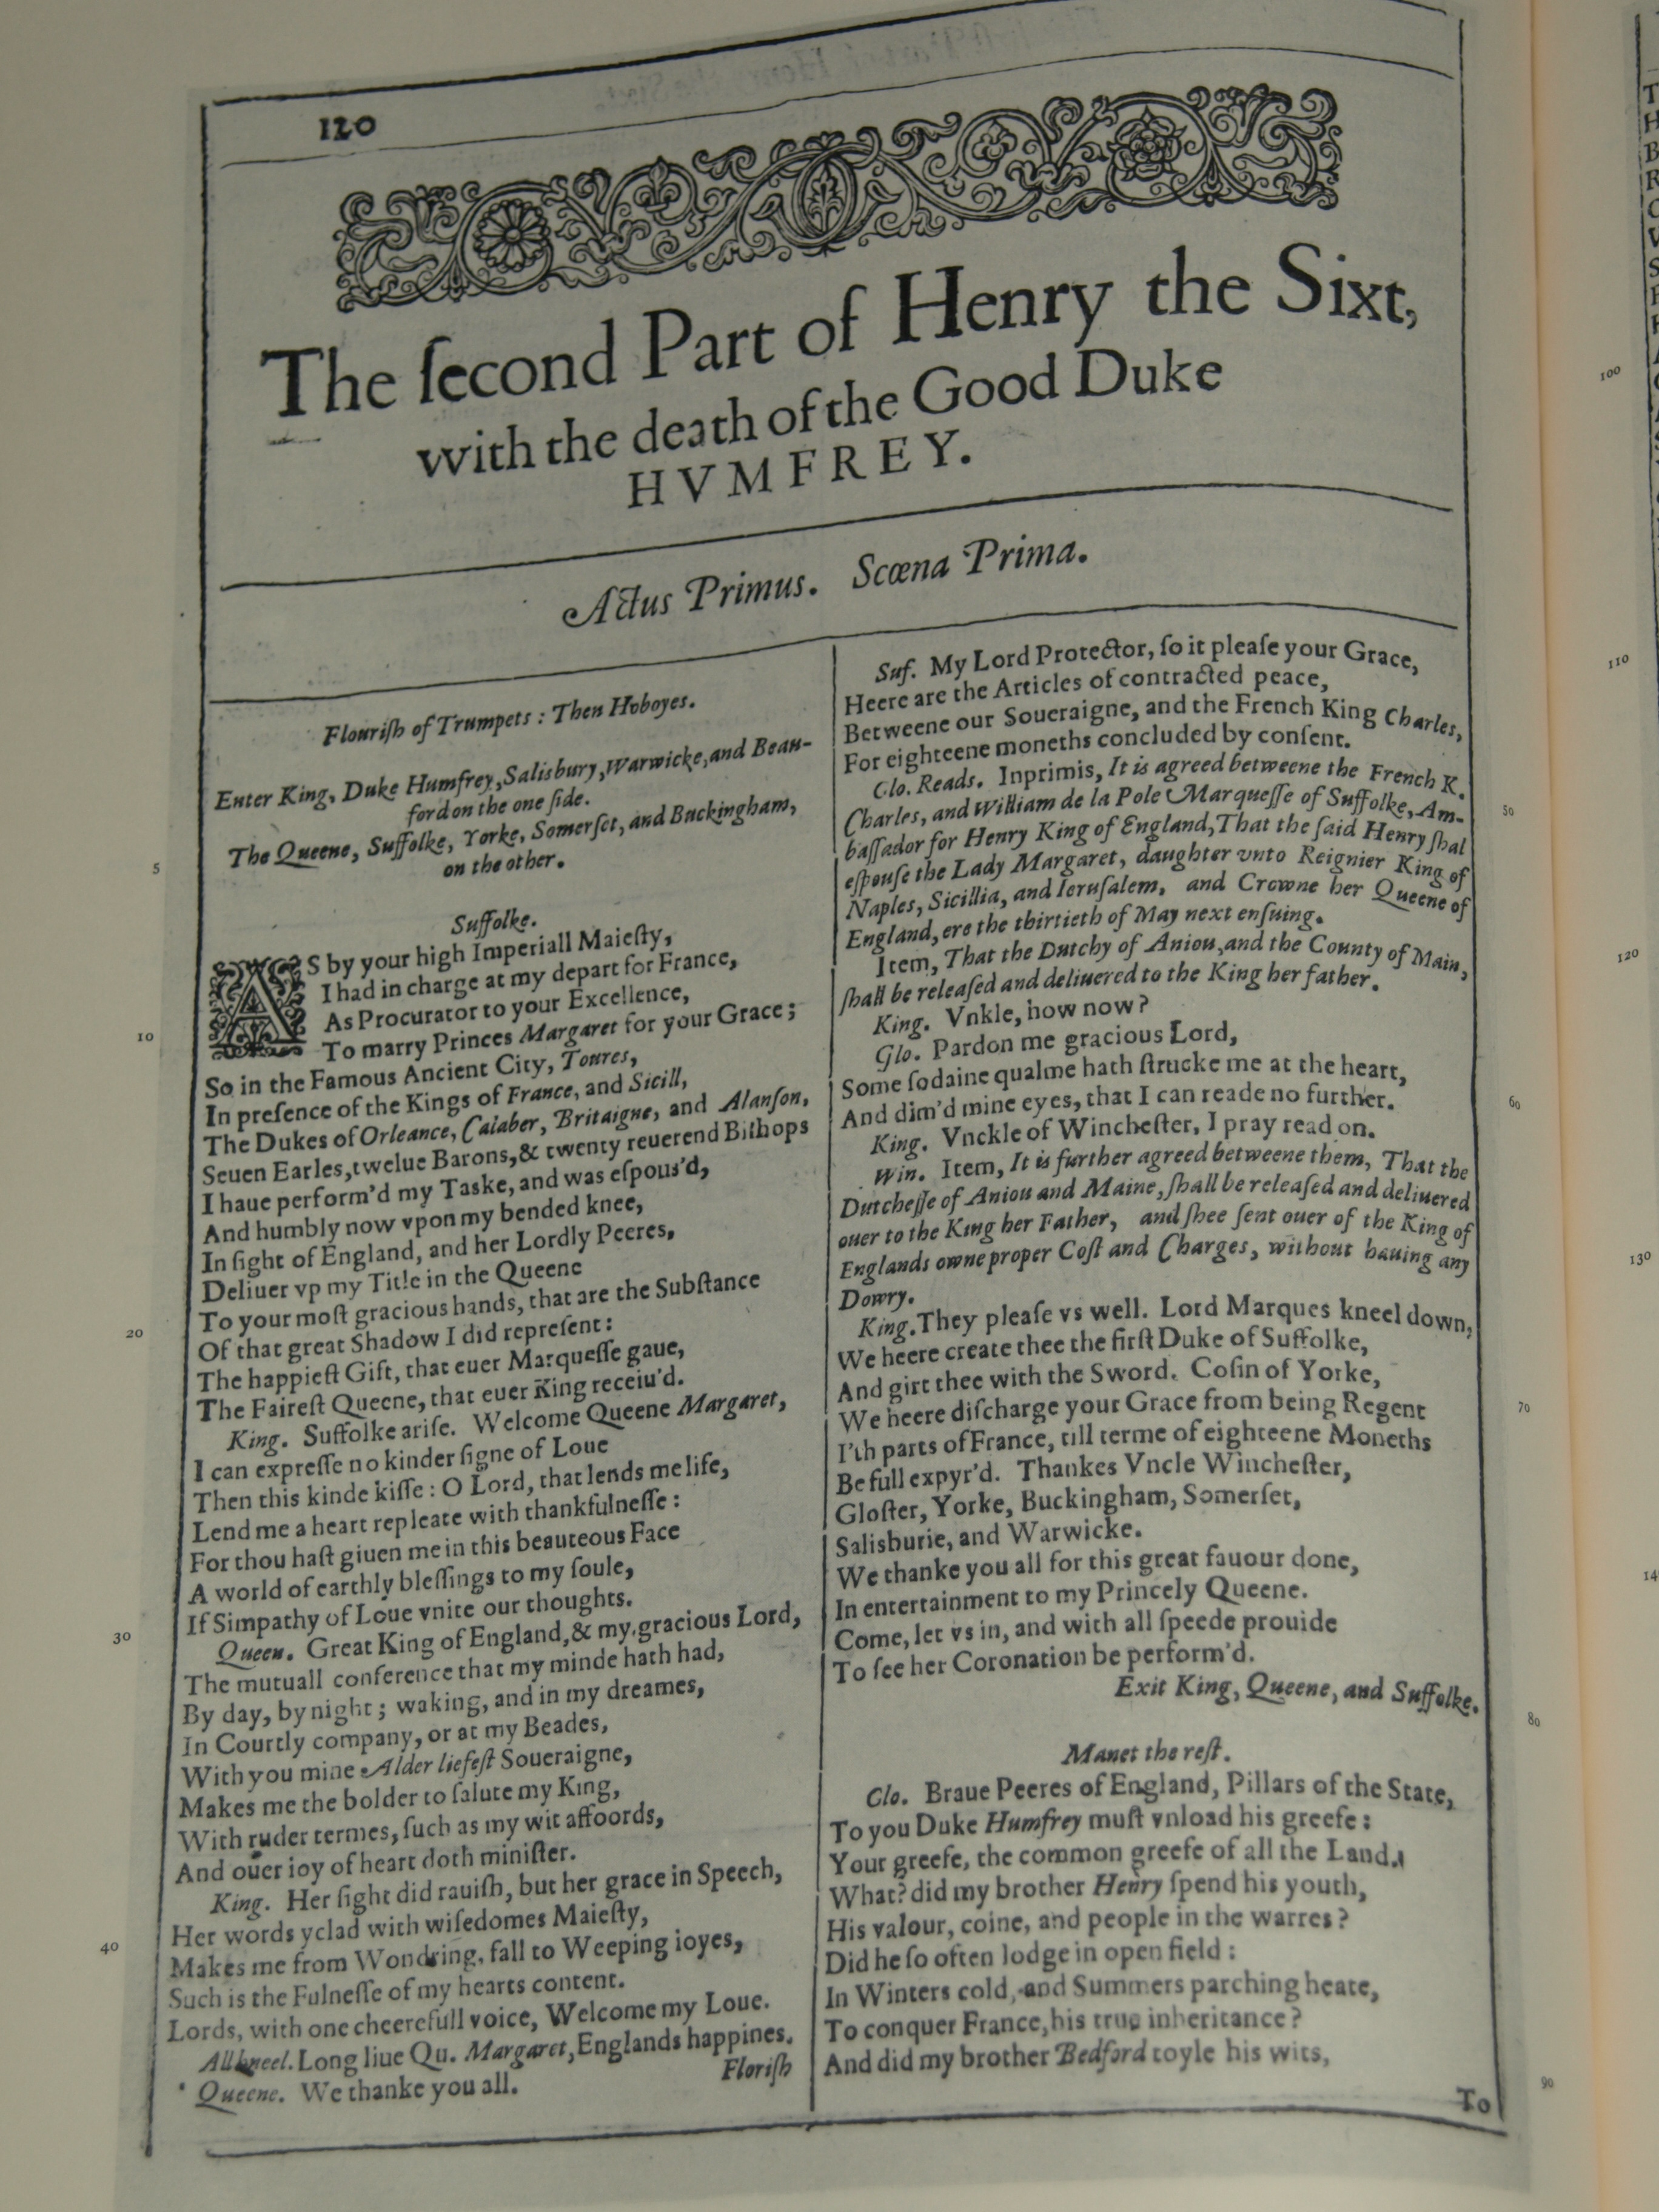 120
The ſecond Part of Henry the Sixt,
with the death of the Good Duke
HVMFREY.
Actus Primus. Scœna Prima.
Flouriſh of Trumpets : Then Hoboyes.
Enter King, Duke Humfrey, Salisbury, Warwicke, and Beau-
ford on the one ſide.
The Queene, Suffolke, Yorke, Somerſet, and Buckingham,
5
on the other.
Suffolke.
AS by your high Imperiall Maieſty,
I had in charge at my depart for France,
As Procurator to your Excellence,
10
To marry Princes Margaret for your Grace ;
So in the Famous Ancient City, Toures,
In preſence of the Kings of France, and Sicill,
The Dukes of Orleance, Calaber, Britaigne, and Alanſon,
Seuen Earles, twelue Barons, & twenty reuerend Biſhops
I haue perform'd my Taske, and was eſpous'd,
And humbly now vpon my bended knee,
In ſight of England, and her Lordly Peeres,
Deliuer vp my Title in the Queene
To your moſt gracious hands, that are the Subſtance
20
Of that great Shadow I did repreſent :
The happieſt Gift, that euer Marqueſſe gaue,
The Faireſt Queene, that euer King receiu'd.
King. Suffolke ariſe. Welcome Queene Margaret,
I can expreſſe no kinder ſigne of Loue
Then this kinde kiſſe : O Lord, that lends me life,
Lend me a heart repleate with thankfulneſſe :
For thou haſt giuen me in this beauteous Face
A world of earthly bleſſings to my ſoule,
If Simpathy of Loue vnite our thoughts.
30
Queen. Great King of England, & my gracious Lord,
The mutuall conference that my minde hath had,
By day, by night ; waking, and in my dreames,
In Courtly company, or at my Beades,
With you mine Alder liefeſt Soueraigne,
Makes me the bolder to ſalute my King,
With ruder termes, ſuch as my wit affoords,
And ouer ioy of heart doth miniſter.
King. Her ſight did rauiſh, but her grace in Speech,
Her words yclad with wiſedomes Maieſty,
40
Makes me from Wondring, fall to Weeping ioyes,
Such is the Fulneſſe of my hearts content.
Lords, with one cheerefull voice, Welcome my Loue.
All kneel. Long liue Qu. Margaret, Englands happines.
Queene. We thanke you all. Floriſh
Suf. My Lord Protector, ſo it pleaſe your Grace,
Heere are the Articles of contracted peace,
Betweene our Soueraigne, and the French King Charles,
For eighteene moneths concluded by conſent.
Glo. Reads. Inprimis, It is agreed betweene the French K.
50
Charles, and William de la Pole Marqueſſe of Suffolke, Am-
baſſador for Henry King of England, That the ſaid Henry ſhal
eſpouſe the Lady Margaret, daughter vnto Reignier King of
Naples, Sicillia, and Ieruſalem, and Crowne her Queene of
England, ere the thirtieth of May next enſuing.
Item, That the Dutchy of Aniou, and the County of Main,
ſhall be releaſed and deliuered to the King her father.
King. Vnkle, how now ?
Glo. Pardon me gracious Lord,
Some ſodaine qualme hath ſtrucke me at the heart,
60
And dim'd mine eyes, that I can reade no further.
King. Vnckle of Wincheſter, I pray read on.
Win. Item, It is further agreed betweene them, That the
Dutcheſſe of Aniou and Maine, ſhall be releaſed and deliuered
ouer to the King her Father, and ſhee ſent ouer of the King of
Englands owne proper Coſt and Charges, without hauing any
Dowry.
King. They pleaſe vs well. Lord Marques kneel down,
We heere create thee the firſt Duke of Suffolke,
And girt thee with the Sword. Coſin of Yorke,
70
We heere diſcharge your Grace from being Regent
I'th parts of France, till terme of eighteene Moneths
Be full expyr'd. Thankes Vncle Wincheſter,
Gloſter, Yorke, Buckingham, Somerſet,
Salisburie, and Warwicke.
We thanke you all for this great fauour done,
In entertainment to my Princely Queene.
Come, let vs in, and with all ſpeede prouide
To ſee her Coronation be perform'd.
Exit King, Queene, and Suffolke.
80
Manet the reſt.
Glo. Braue Peeres of England, Pillars of the State,
To you Duke Humfrey muſt vnload his greefe :
Your greefe, the common greefe of all the Land.
What ? did my brother Henry ſpend his youth,
His valour, coine, and people in the warres ?
Did he ſo often lodge in open field :
In Winters cold, and Summers parching heate,
To conquer France, his true inheritance ?
And did my brother Bedford toyle his wits,
90
To
100
110
120
130
14